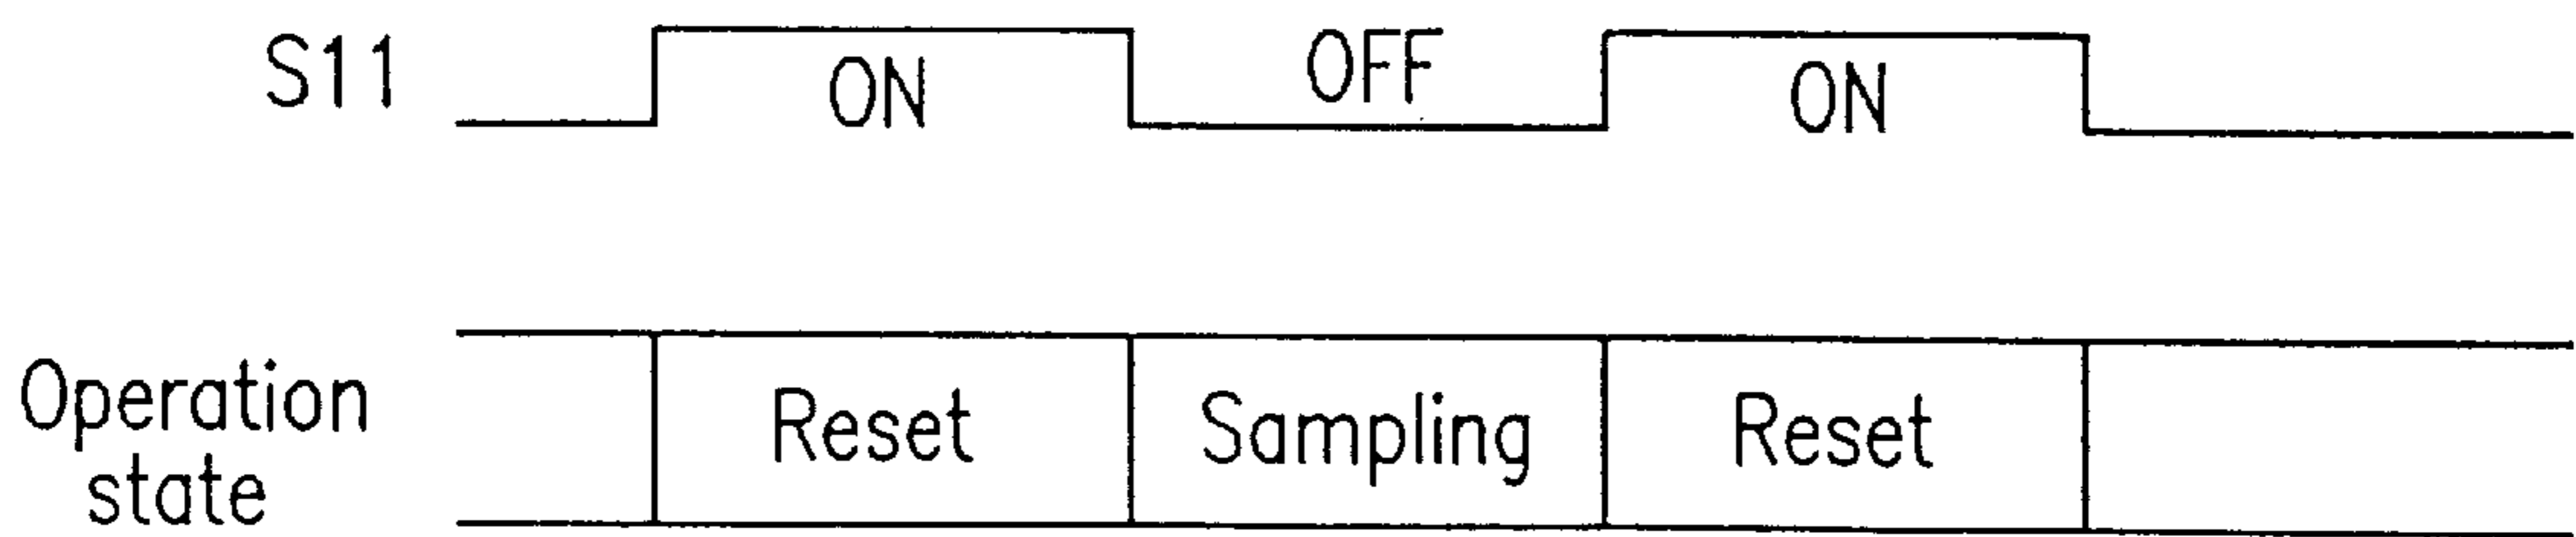 S11 ON OFF ON
Operation
state
Reset Sampling Reset